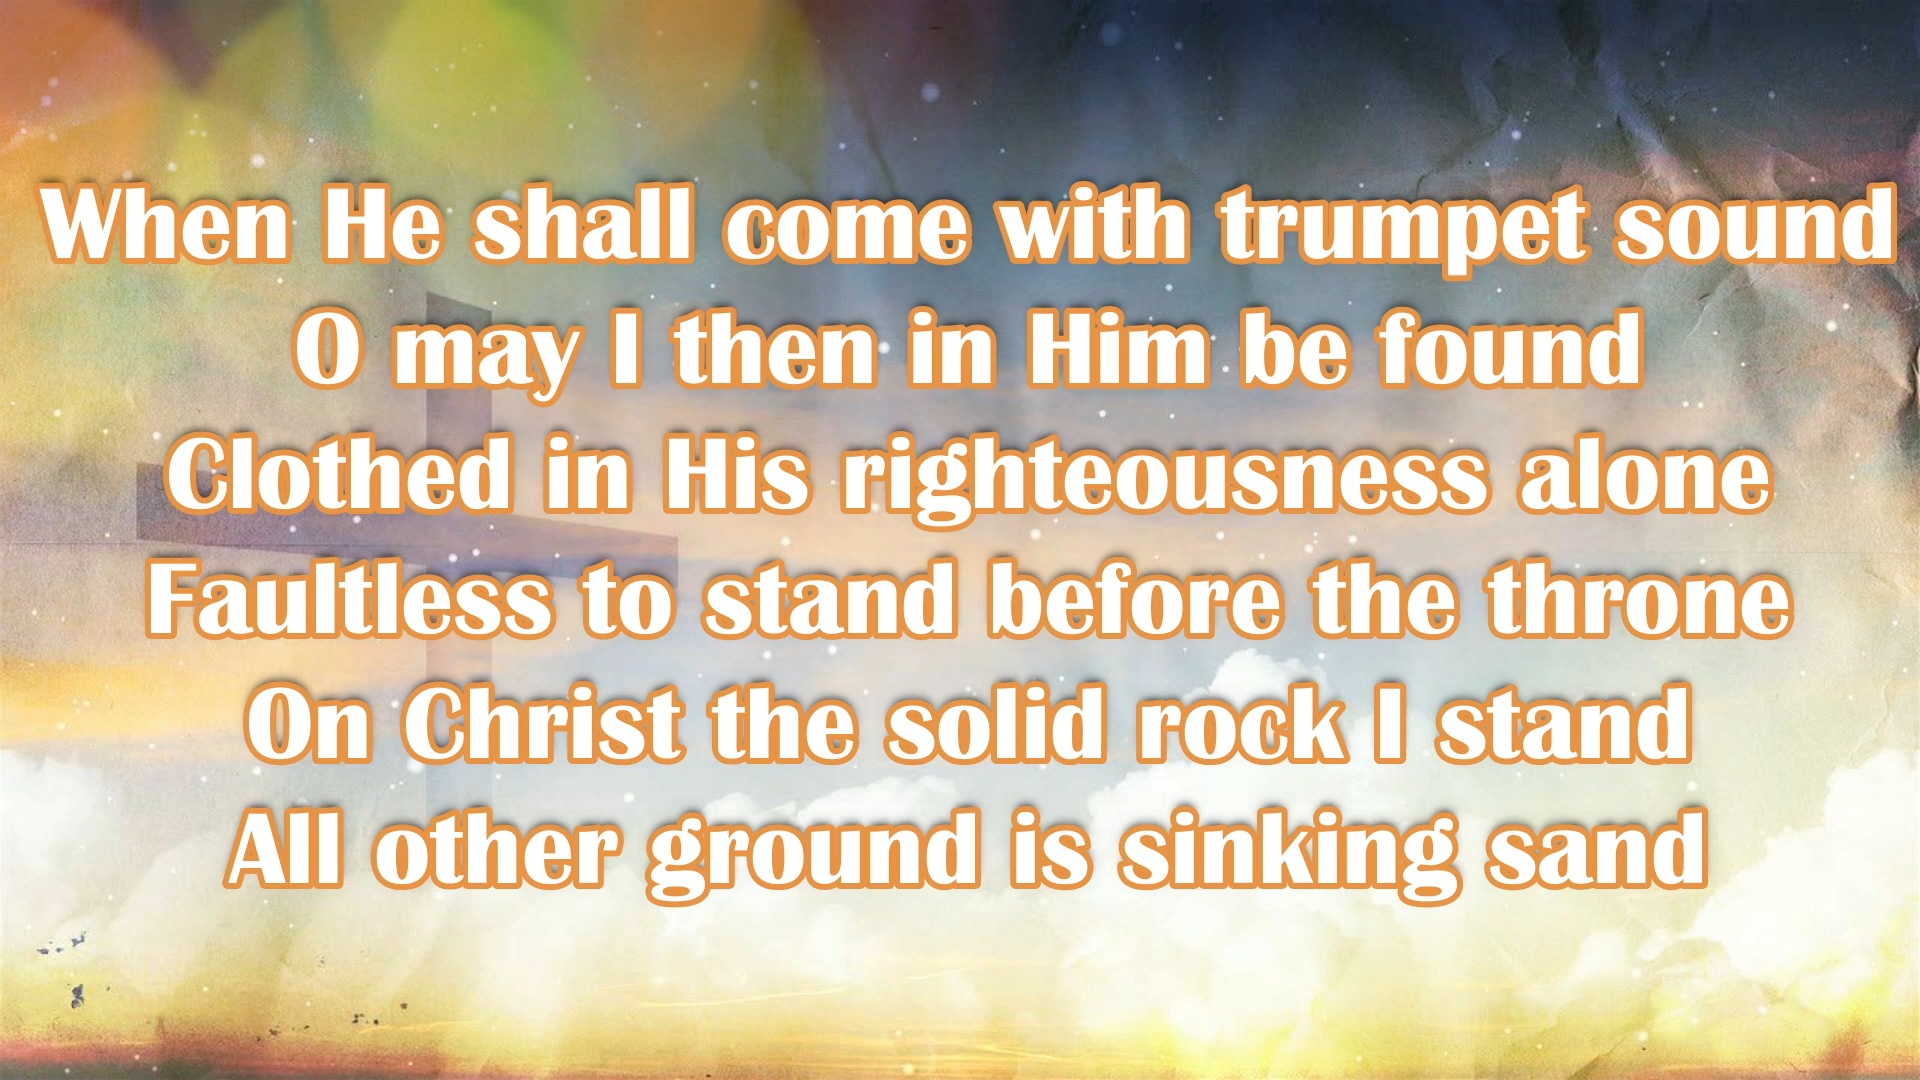 When He shall come with trumpet sound
O may I then in Him be found
Clothed in His righteousness alone
Faultless to stand before the throne
On Christ the solid rock I stand
All other ground is sinking sand